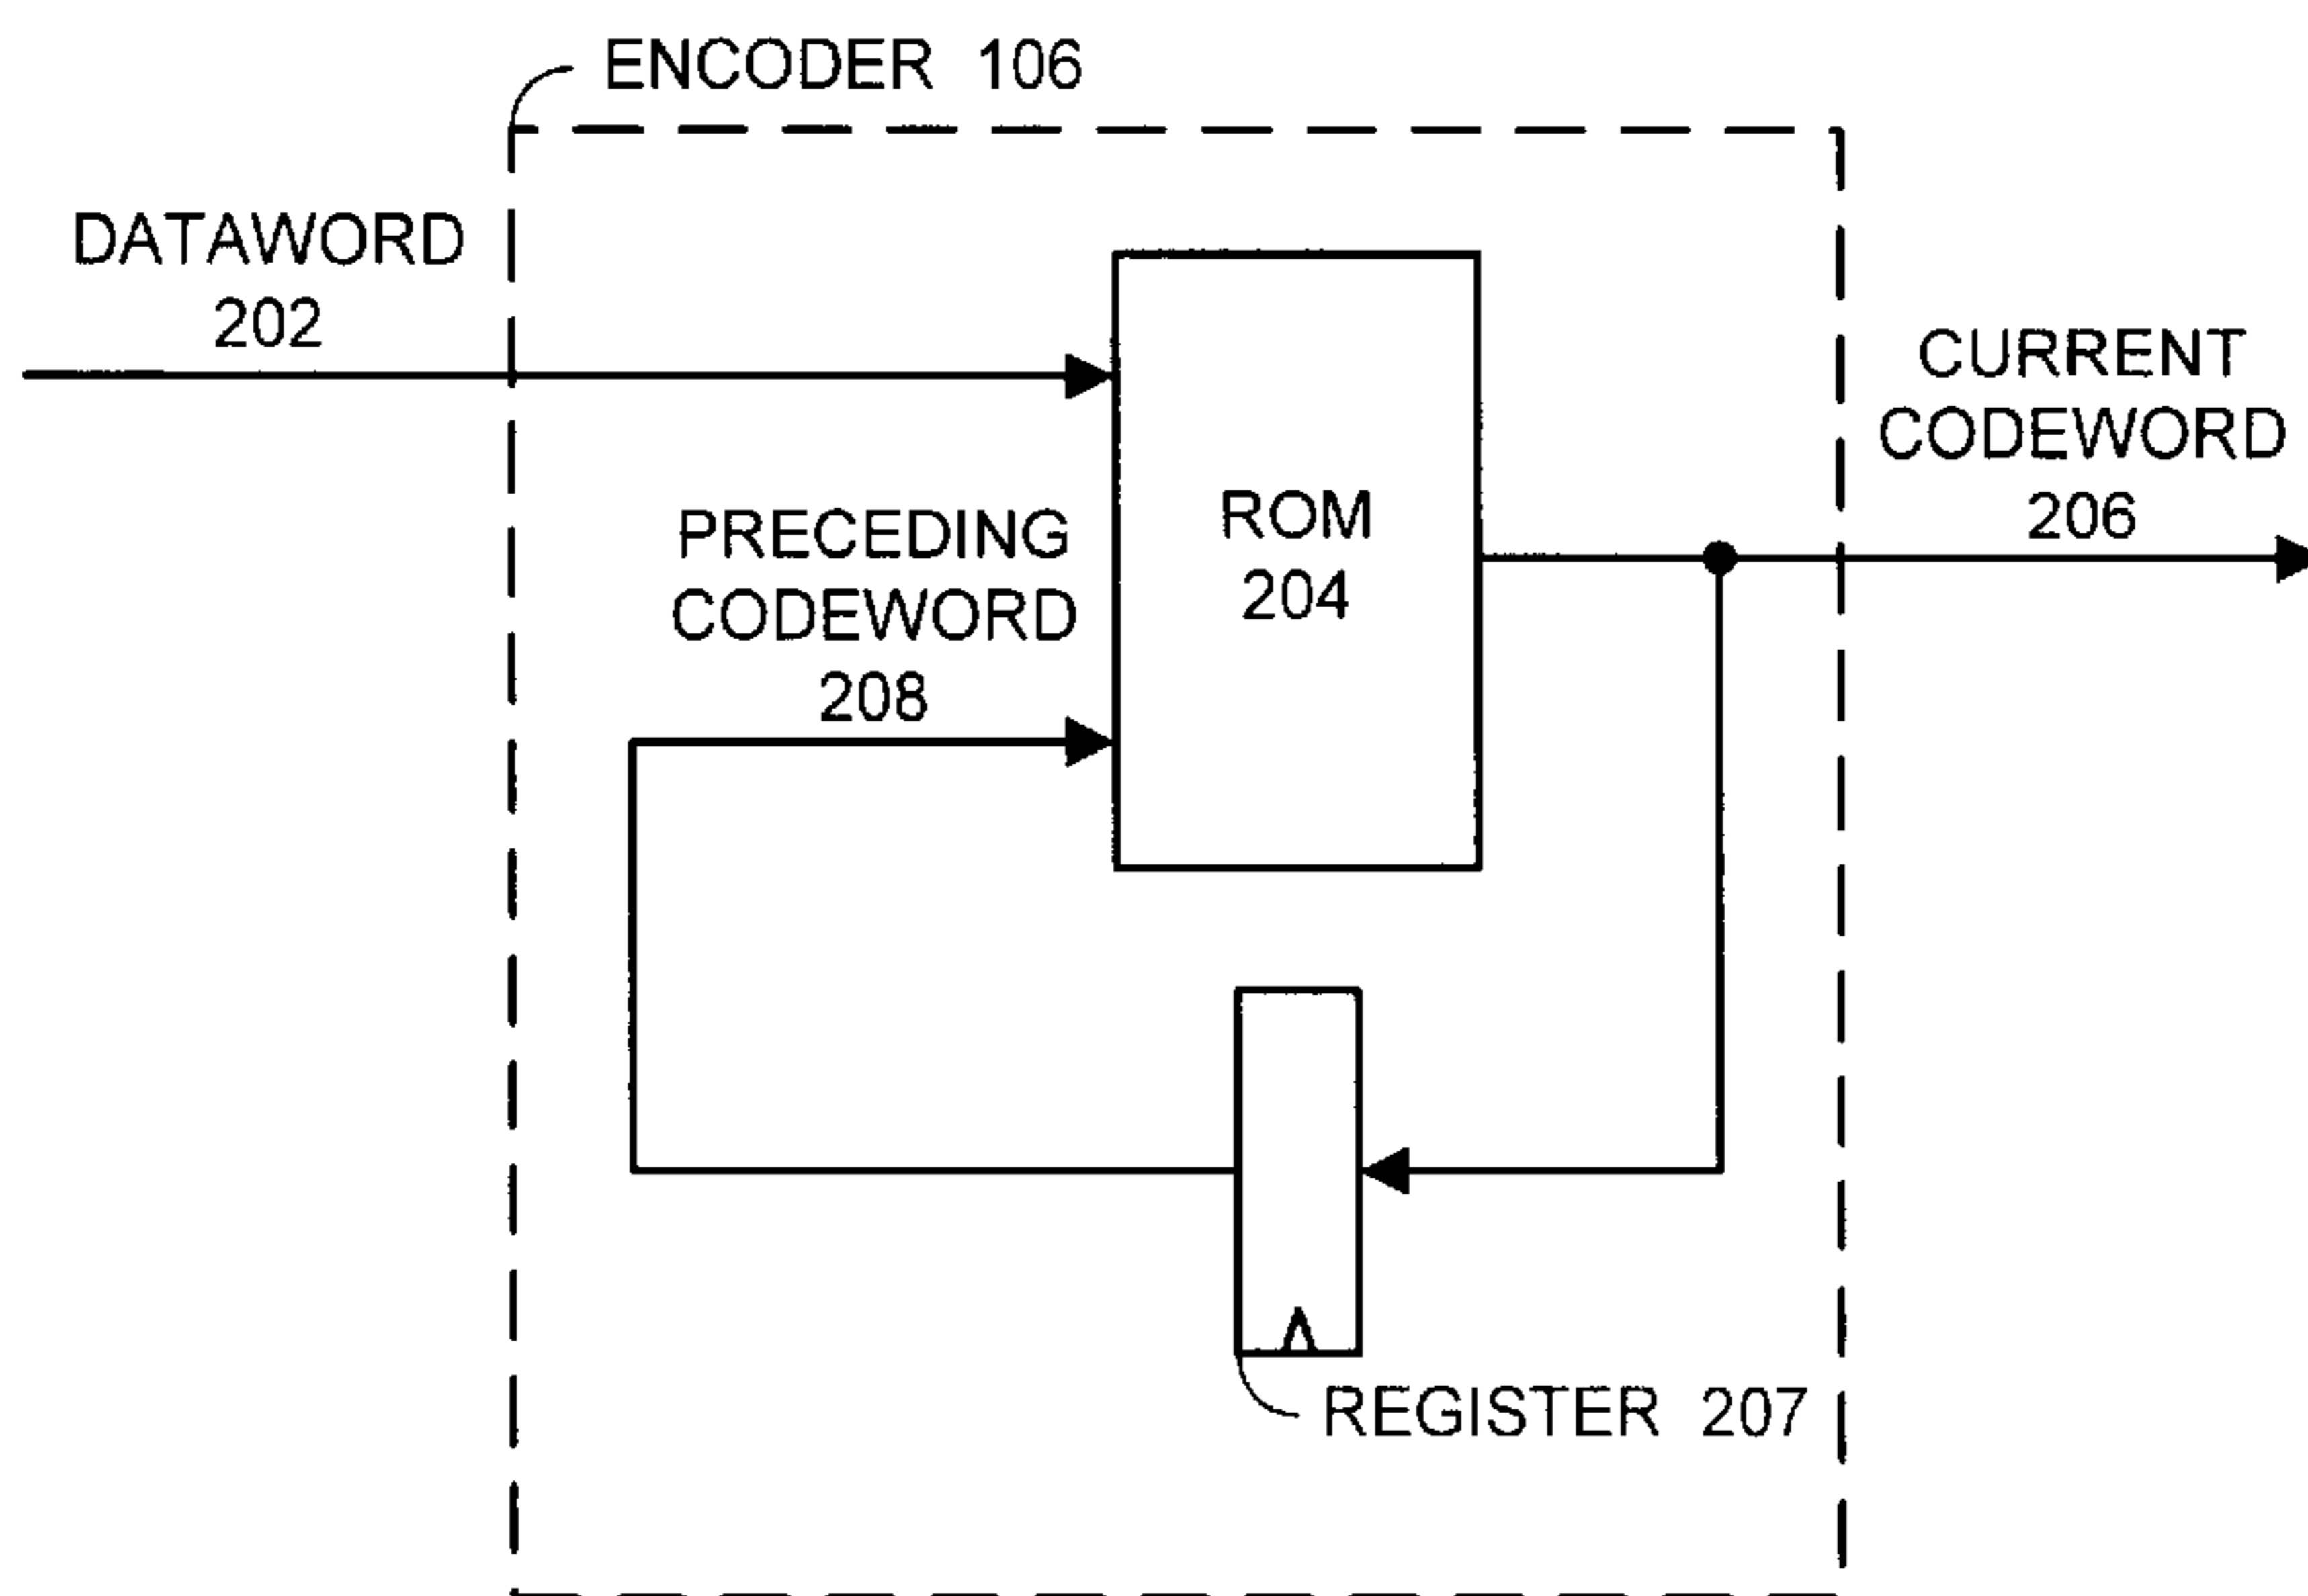 ENCODER 106
DATAWORD
202
CURRENT
CODEWORD
206
PRECEDING
CODEWORD
208
ROM
204
REGISTER 207